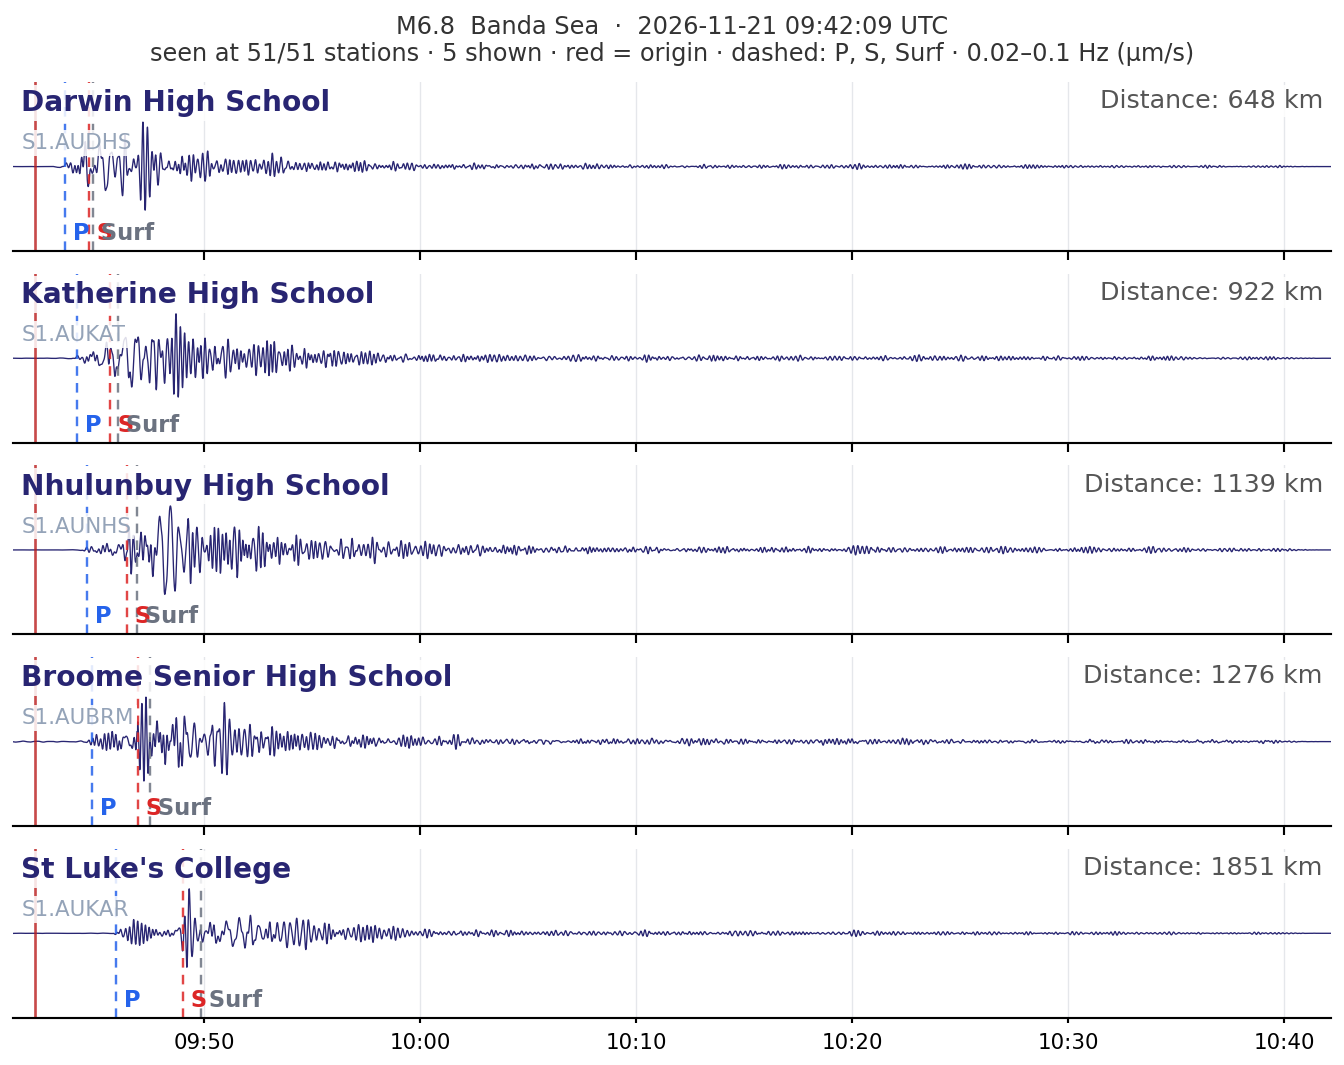 M6.8  Banda Sea  ·  2026-11-21 09:42:09 UTC
seen at 51/51 stations · 5 shown · red = origin · dashed: P, S, Surf · 0.02–0.1 Hz (µm/s)
Darwin High School
Distance: 648 km
S1.AUDHS
P S Surf
Katherine High School
Distance: 922 km
S1.AUKAT
P S Surf
Nhulunbuy High School
Distance: 1139 km
S1.AUNHS
P S Surf
Broome Senior High School
Distance: 1276 km
S1.AUBRM
P S Surf
St Luke's College
Distance: 1851 km
S1.AUKAR
P S Surf
09:50 10:00 10:10 10:20 10:30 10:40